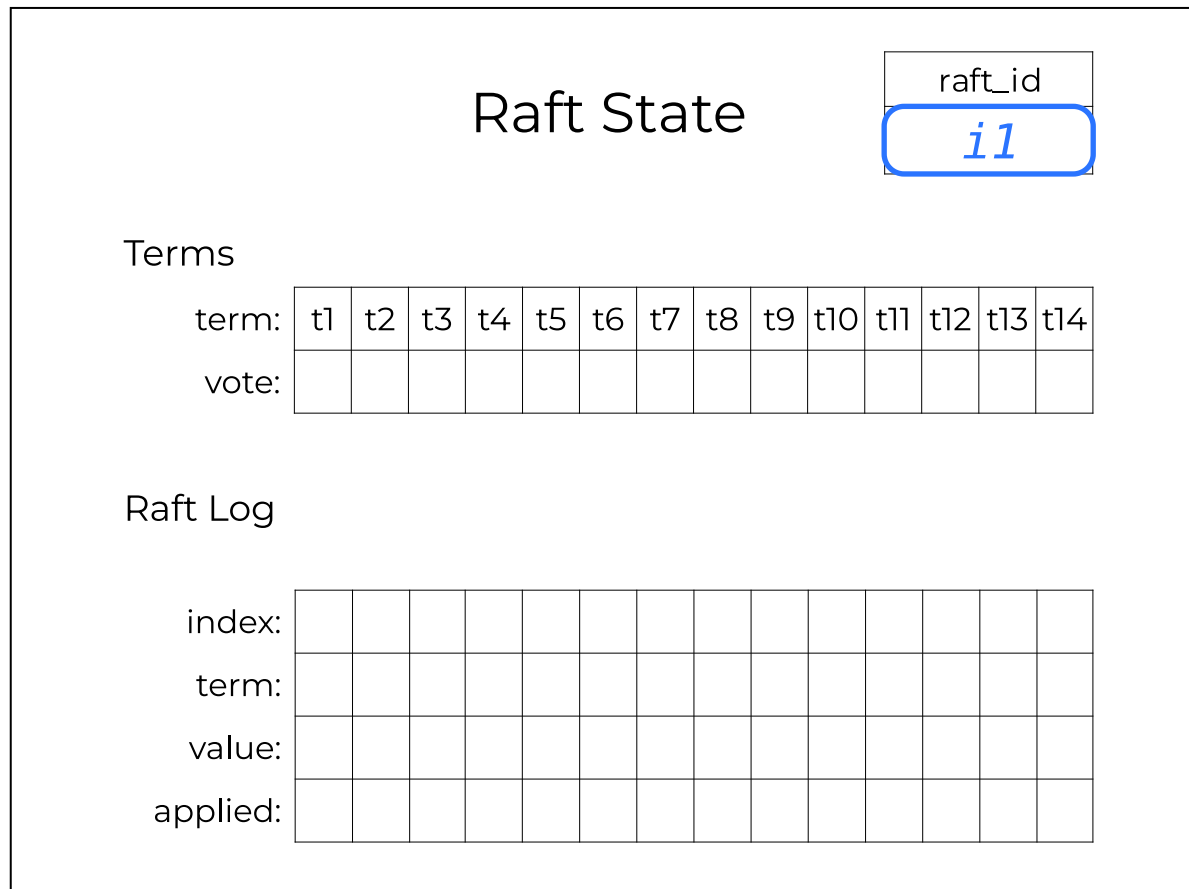 raft_id
Raft State
i1
Terms
term: t1 t2 t3 t4 t5 t6 t7 t8 t9 t10 t11 t12 t13 t14
vote:
Raft Log
index:
term:
value:
applied: